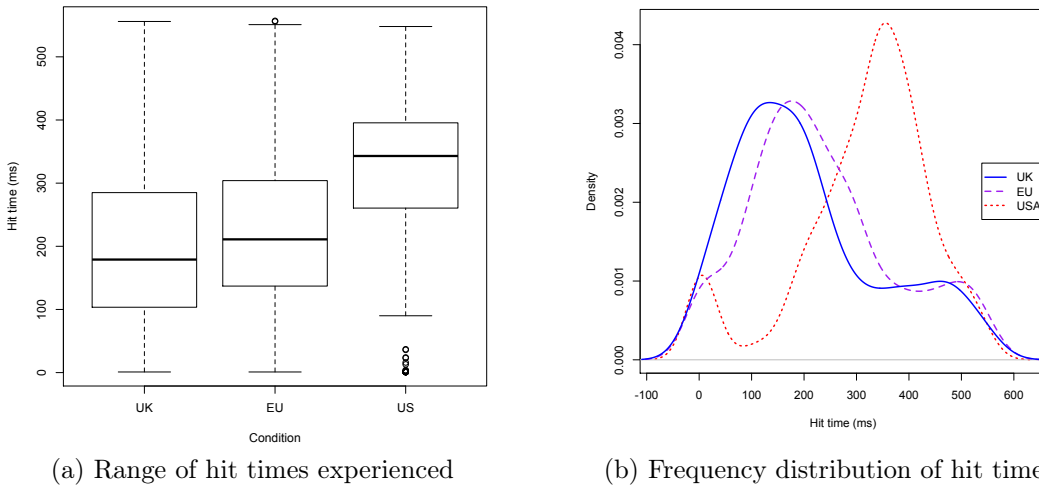 500
400
300
200
100
0
Hit time (ms)
UK EU US
Condition
(a) Range of hit times experienced
0.004
0.003
0.002
0.001
0.000
Density
UK
EU
USA
-100 0 100 200 300 400 500 600
Hit time (ms)
(b) Frequency distribution of hit time